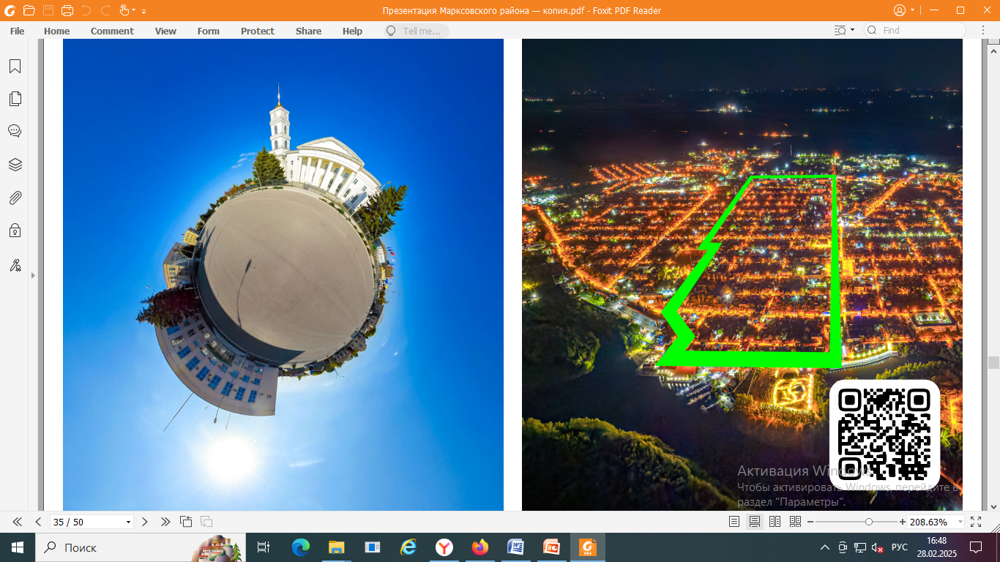 Презентация Марксовского района — копия.pdf - Foxit PDF Reader
File Home Comment View Form Protect Share Help Tell me... Find
Активация Windows
Чтобы активировать Windows, перейдите в
раздел "Параметры".
35 / 50 208.63%
Поиск РУС 16:48
28.02.2025